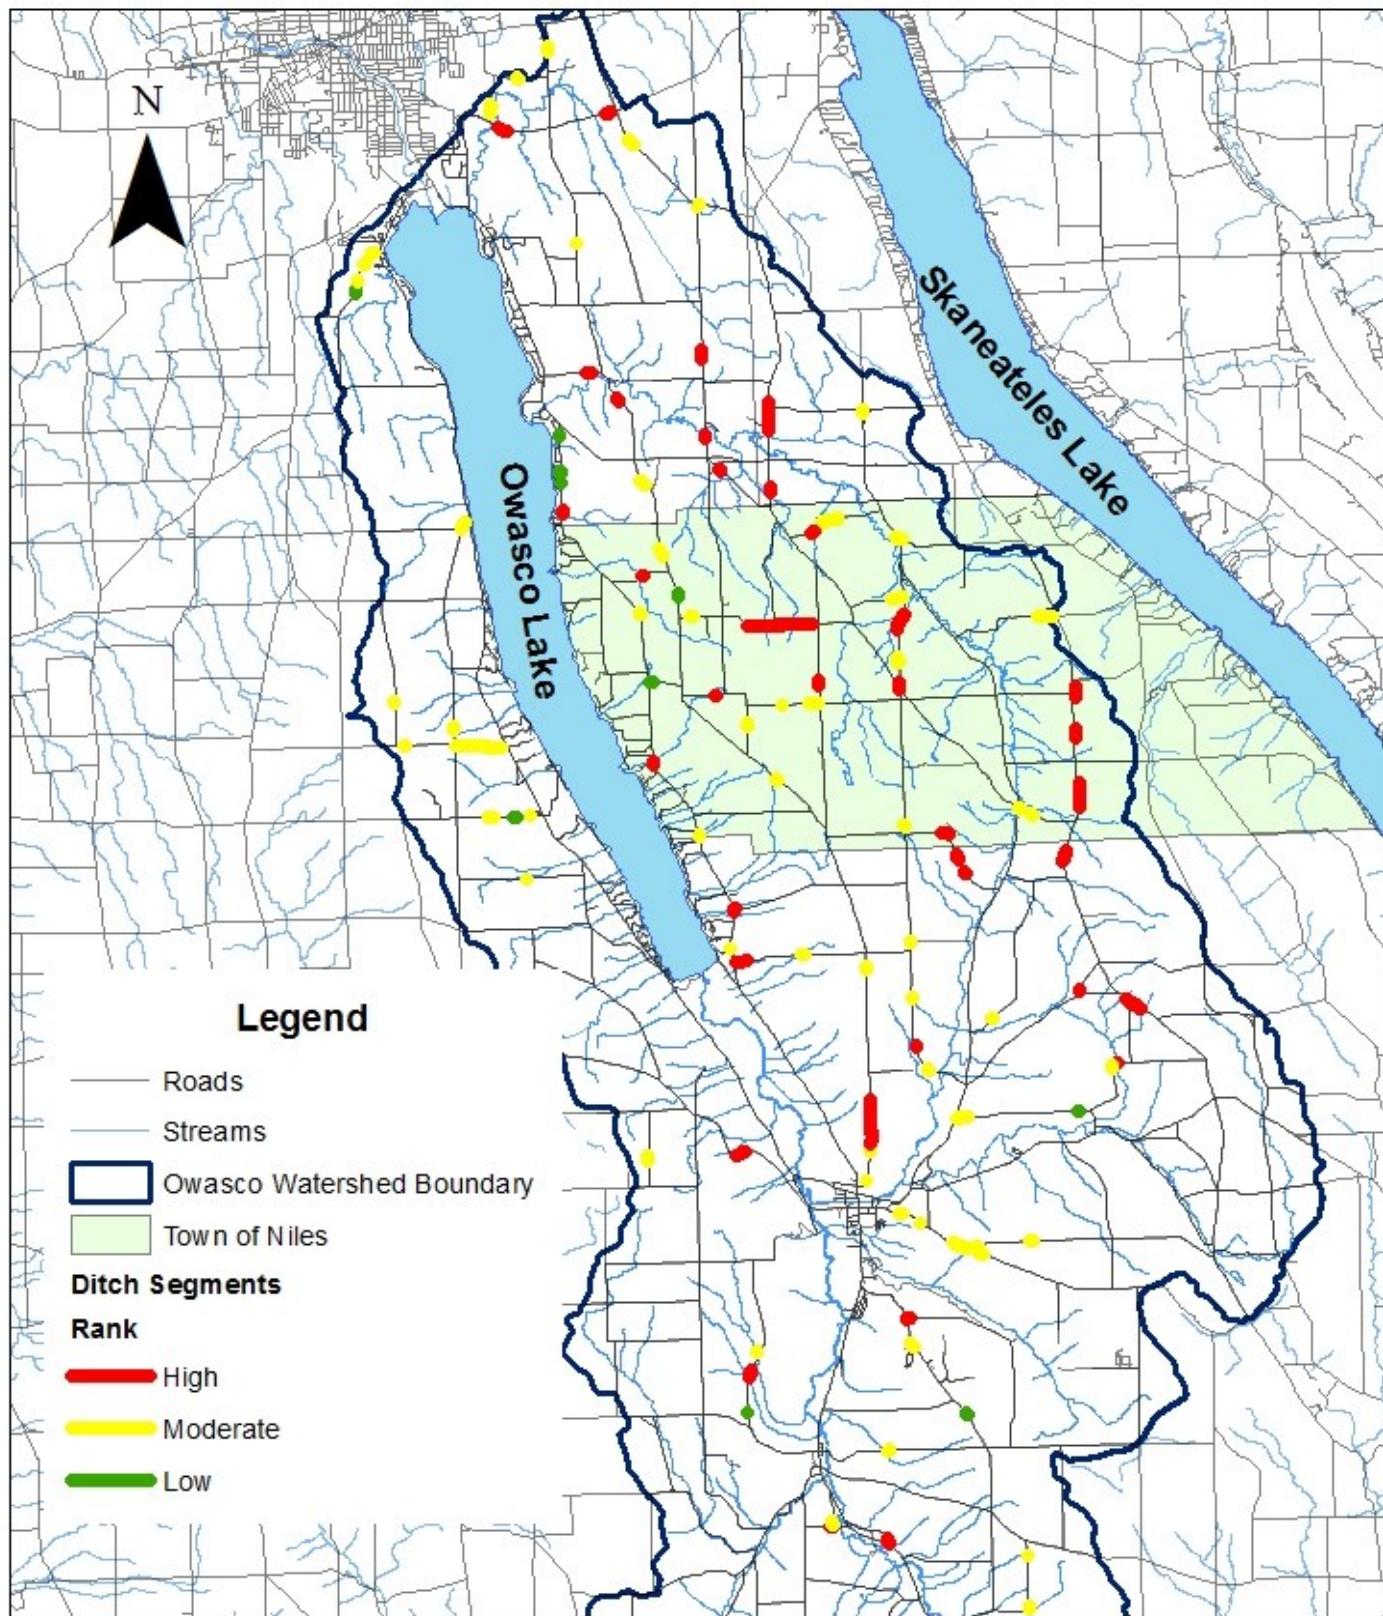 N
Skaneateles Lake
Owasco Lake
Legend
Roads
Streams
Owasco Watershed Boundary
Town of Niles
Ditch Segments
Rank
High
Moderate
Low